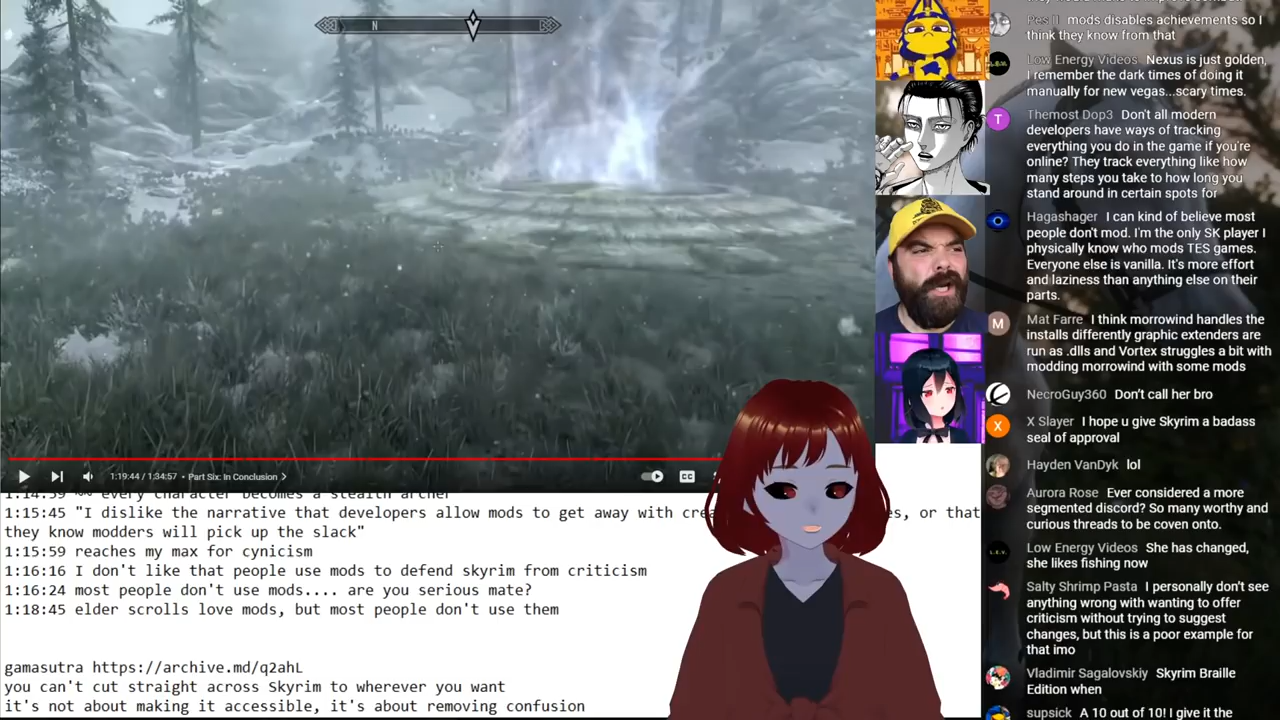 N
1:19:44 / 1:34:57 • Part Six: In Conclusion >
CC
every character becomes a stealth archer
1:15:45 "I dislike the narrative that developers allow mods to get away with
or that
they know modders will pick up the slack"
1:15:59 reaches my max for cynicism
1:16:16 I don't like that people use mods to defend skyrim from criticism
1:16:24 most people don't use mods.... are you serious mate?
1:18:45 elder scrolls love mods, but most people don't use them
gamasutra https://archive.md/q2ahL
you can't cut straight across Skyrim to wherever you want
it's not about making it accessible, it's about removing confusion
mods disables achievements so I
think they know from that
Low Energy Videos Nexus is just golden,
I remember the dark times of doing it
manually for new vegas...scary times.
Themost Dop3 Don't all modern
developers have ways of tracking
everything you do in the game if you're
online? They track everything like how
many steps you take to how long you
stand around in certain spots for
Hagashager I can kind of believe most
people don't mod. I'm the only SK player I
physically know who mods TES games.
Everyone else is vanilla. It's more effort
and laziness than anything else on their
parts.
Mat Farre I think morrowind handles the
installs differently graphic extenders are
run as .dlls and Vortex struggles a bit with
modding morrowind with some mods
NecroGuy360 Don't call her bro
X Slayer I hope u give Skyrim a badass
seal of approval
Hayden VanDyk lol
Aurora Rose Ever considered a more
segmented discord? So many worthy and
curious threads to be coven onto.
Low Energy Videos She has changed,
she likes fishing now
Salty Shrimp Pasta I personally don't see
anything wrong with wanting to offer
criticism without trying to suggest
changes, but this is a poor example for
that imo
Vladimir Sagalovskiy Skyrim Braille
Edition when
supsick A 10 out of 10! I give it the